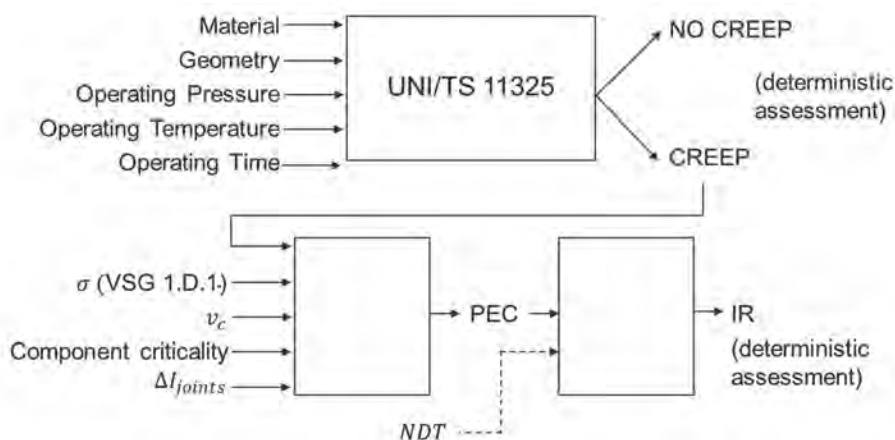 Material
Geometry
Operating Pressure
Operating Temperature
Operating Time
UNI/TS 11325
NO CREEP
(deterministic
assessment)
CREEP
σ (VSG 1.D.1.)
v_c
Component criticality
ΔI_joints
PEC
IR
(deterministic
assessment)
NDT